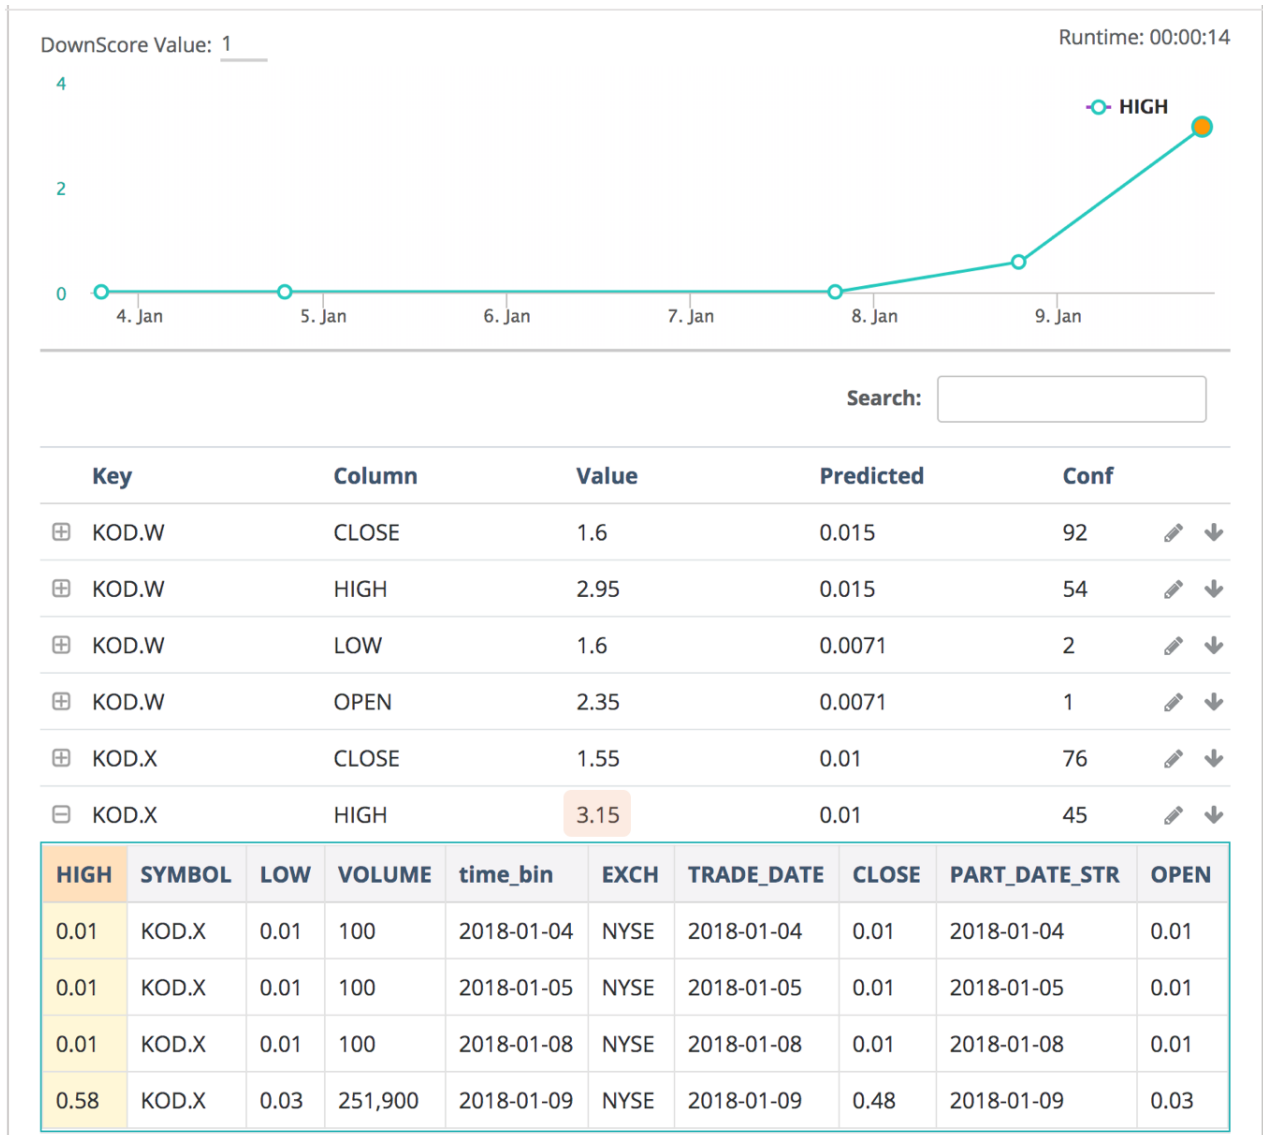 DownScore Value: 1
Runtime: 00:00:14
4
HIGH
2
0
4. Jan 5. Jan 6. Jan 7. Jan 8. Jan 9. Jan
Search:
Key Column Value Predicted Conf
KOD.W CLOSE 1.6 0.015 92
KOD.W HIGH 2.95 0.015 54
KOD.W LOW 1.6 0.0071 2
KOD.W OPEN 2.35 0.0071 1
KOD.X CLOSE 1.55 0.01 76
KOD.X HIGH 3.15 0.01 45
HIGH SYMBOL LOW VOLUME time_bin EXCH TRADE_DATE CLOSE PART_DATE_STR OPEN
0.01 KOD.X 0.01 100 2018-01-04 NYSE 2018-01-04 0.01 2018-01-04 0.01
0.01 KOD.X 0.01 100 2018-01-05 NYSE 2018-01-05 0.01 2018-01-05 0.01
0.01 KOD.X 0.01 100 2018-01-08 NYSE 2018-01-08 0.01 2018-01-08 0.01
0.58 KOD.X 0.03 251,900 2018-01-09 NYSE 2018-01-09 0.48 2018-01-09 0.03